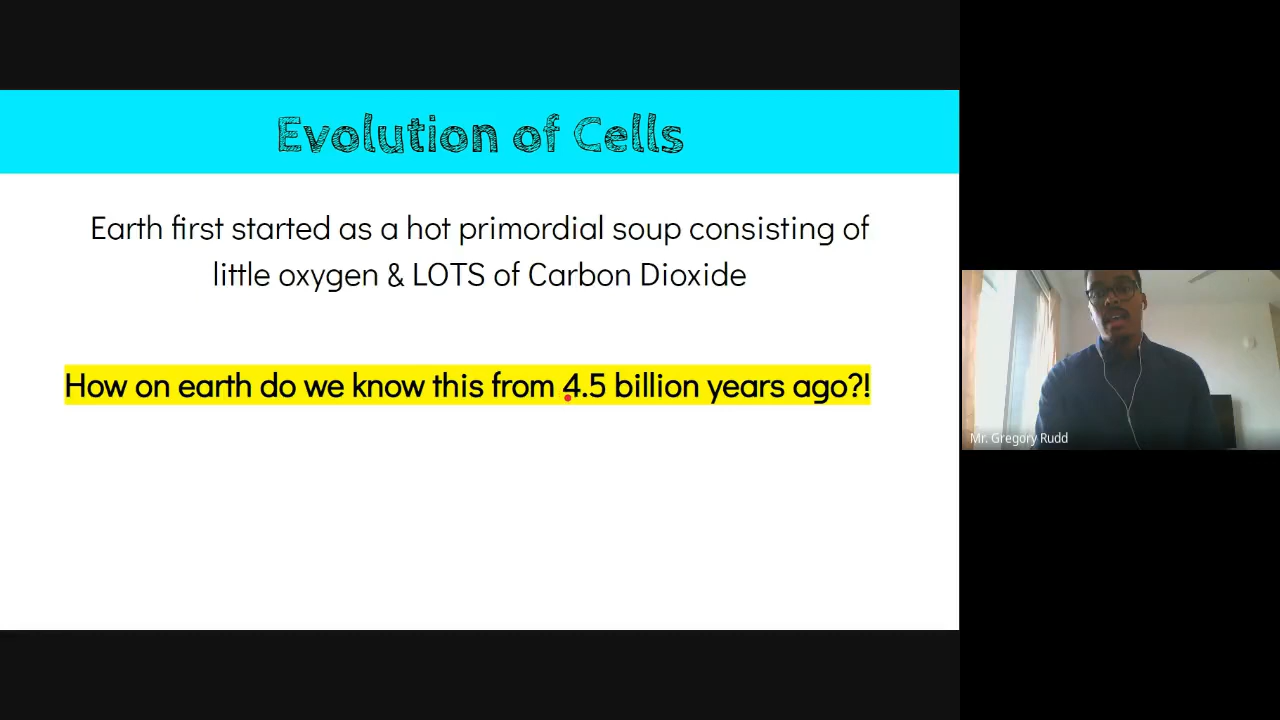 Evolution of Cells
Earth first started as a hot primordial soup consisting of
little oxygen & LOTS of Carbon Dioxide
How on earth do we know this from 4.5 billion years ago?!
Mr. Gregory Rudd